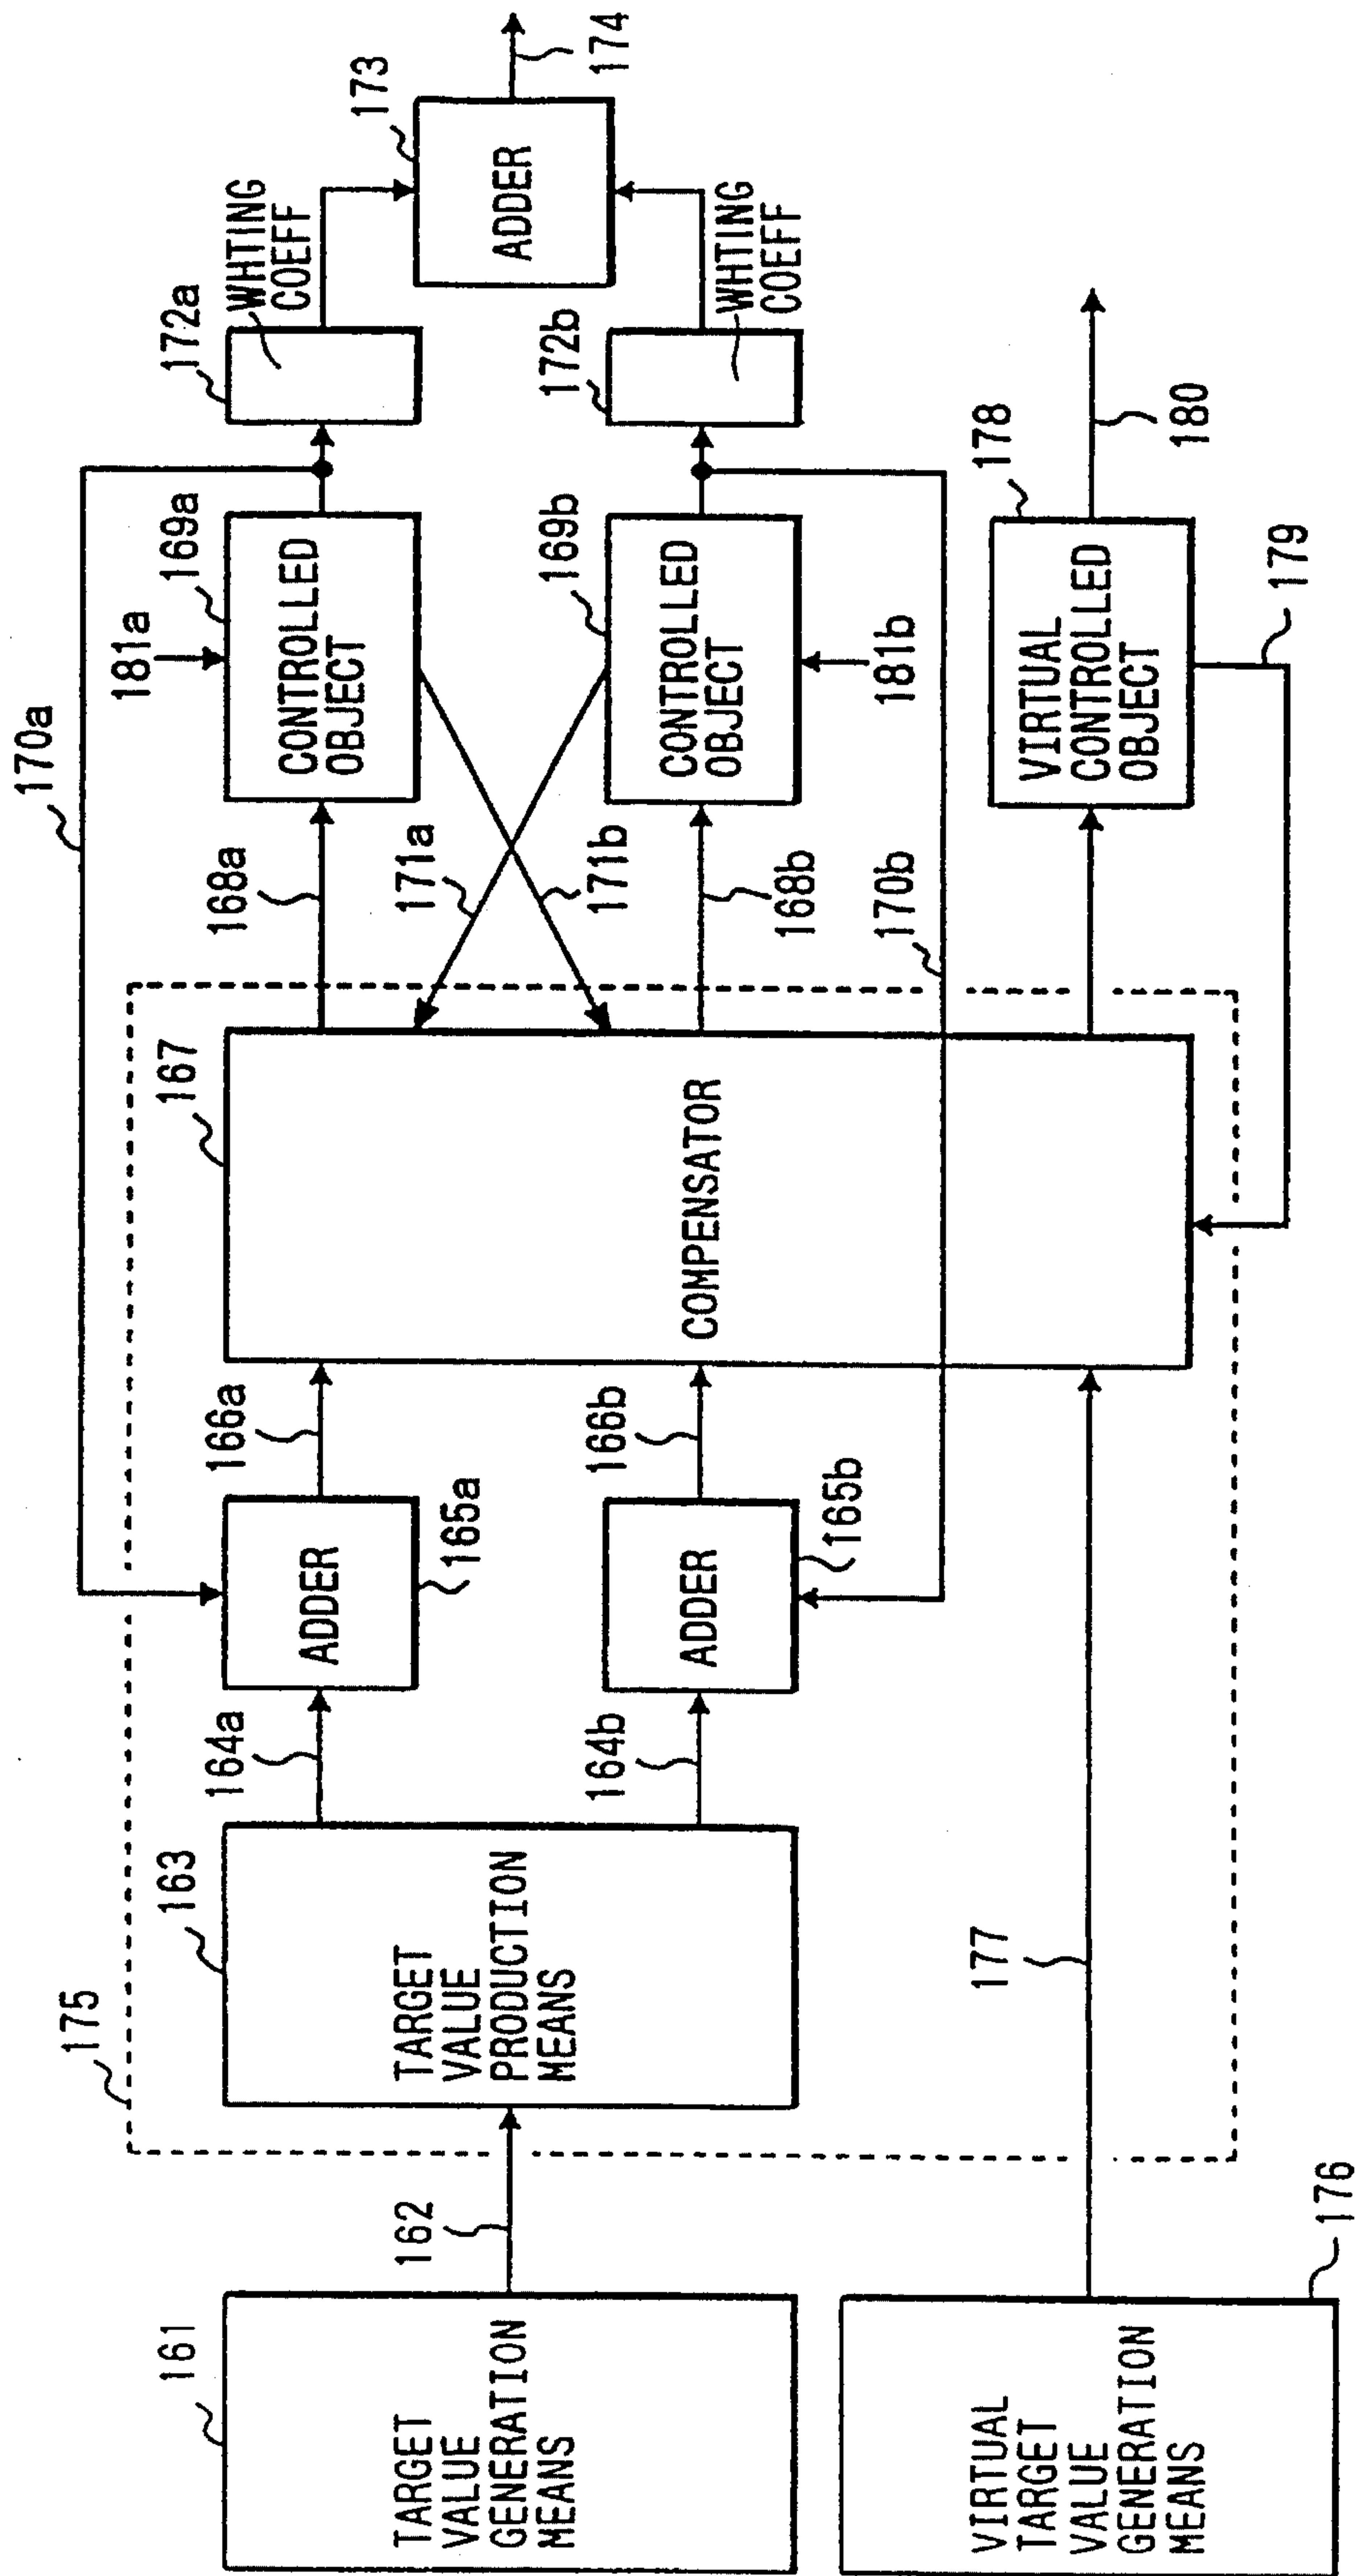 161
TARGET
VALUE
GENERATION
MEANS
162
175
163
TARGET
VALUE
PRODUCTION
MEANS
164a
164b
ADDER
165a
ADDER
165b
166a
166b
167
COMPENSATOR
168a
168b
170a
170b
171a
171b
181a
169a
CONTROLLED
OBJECT
169b
CONTROLLED
OBJECT
181b
172a
WHTING
COEFF
172b
WHTING
COEFF
173
ADDER
174
176
VIRTUAL
TARGET
VALUE
GENERATION
MEANS
177
178
VIRTUAL
CONTROLLED
OBJECT
179
180